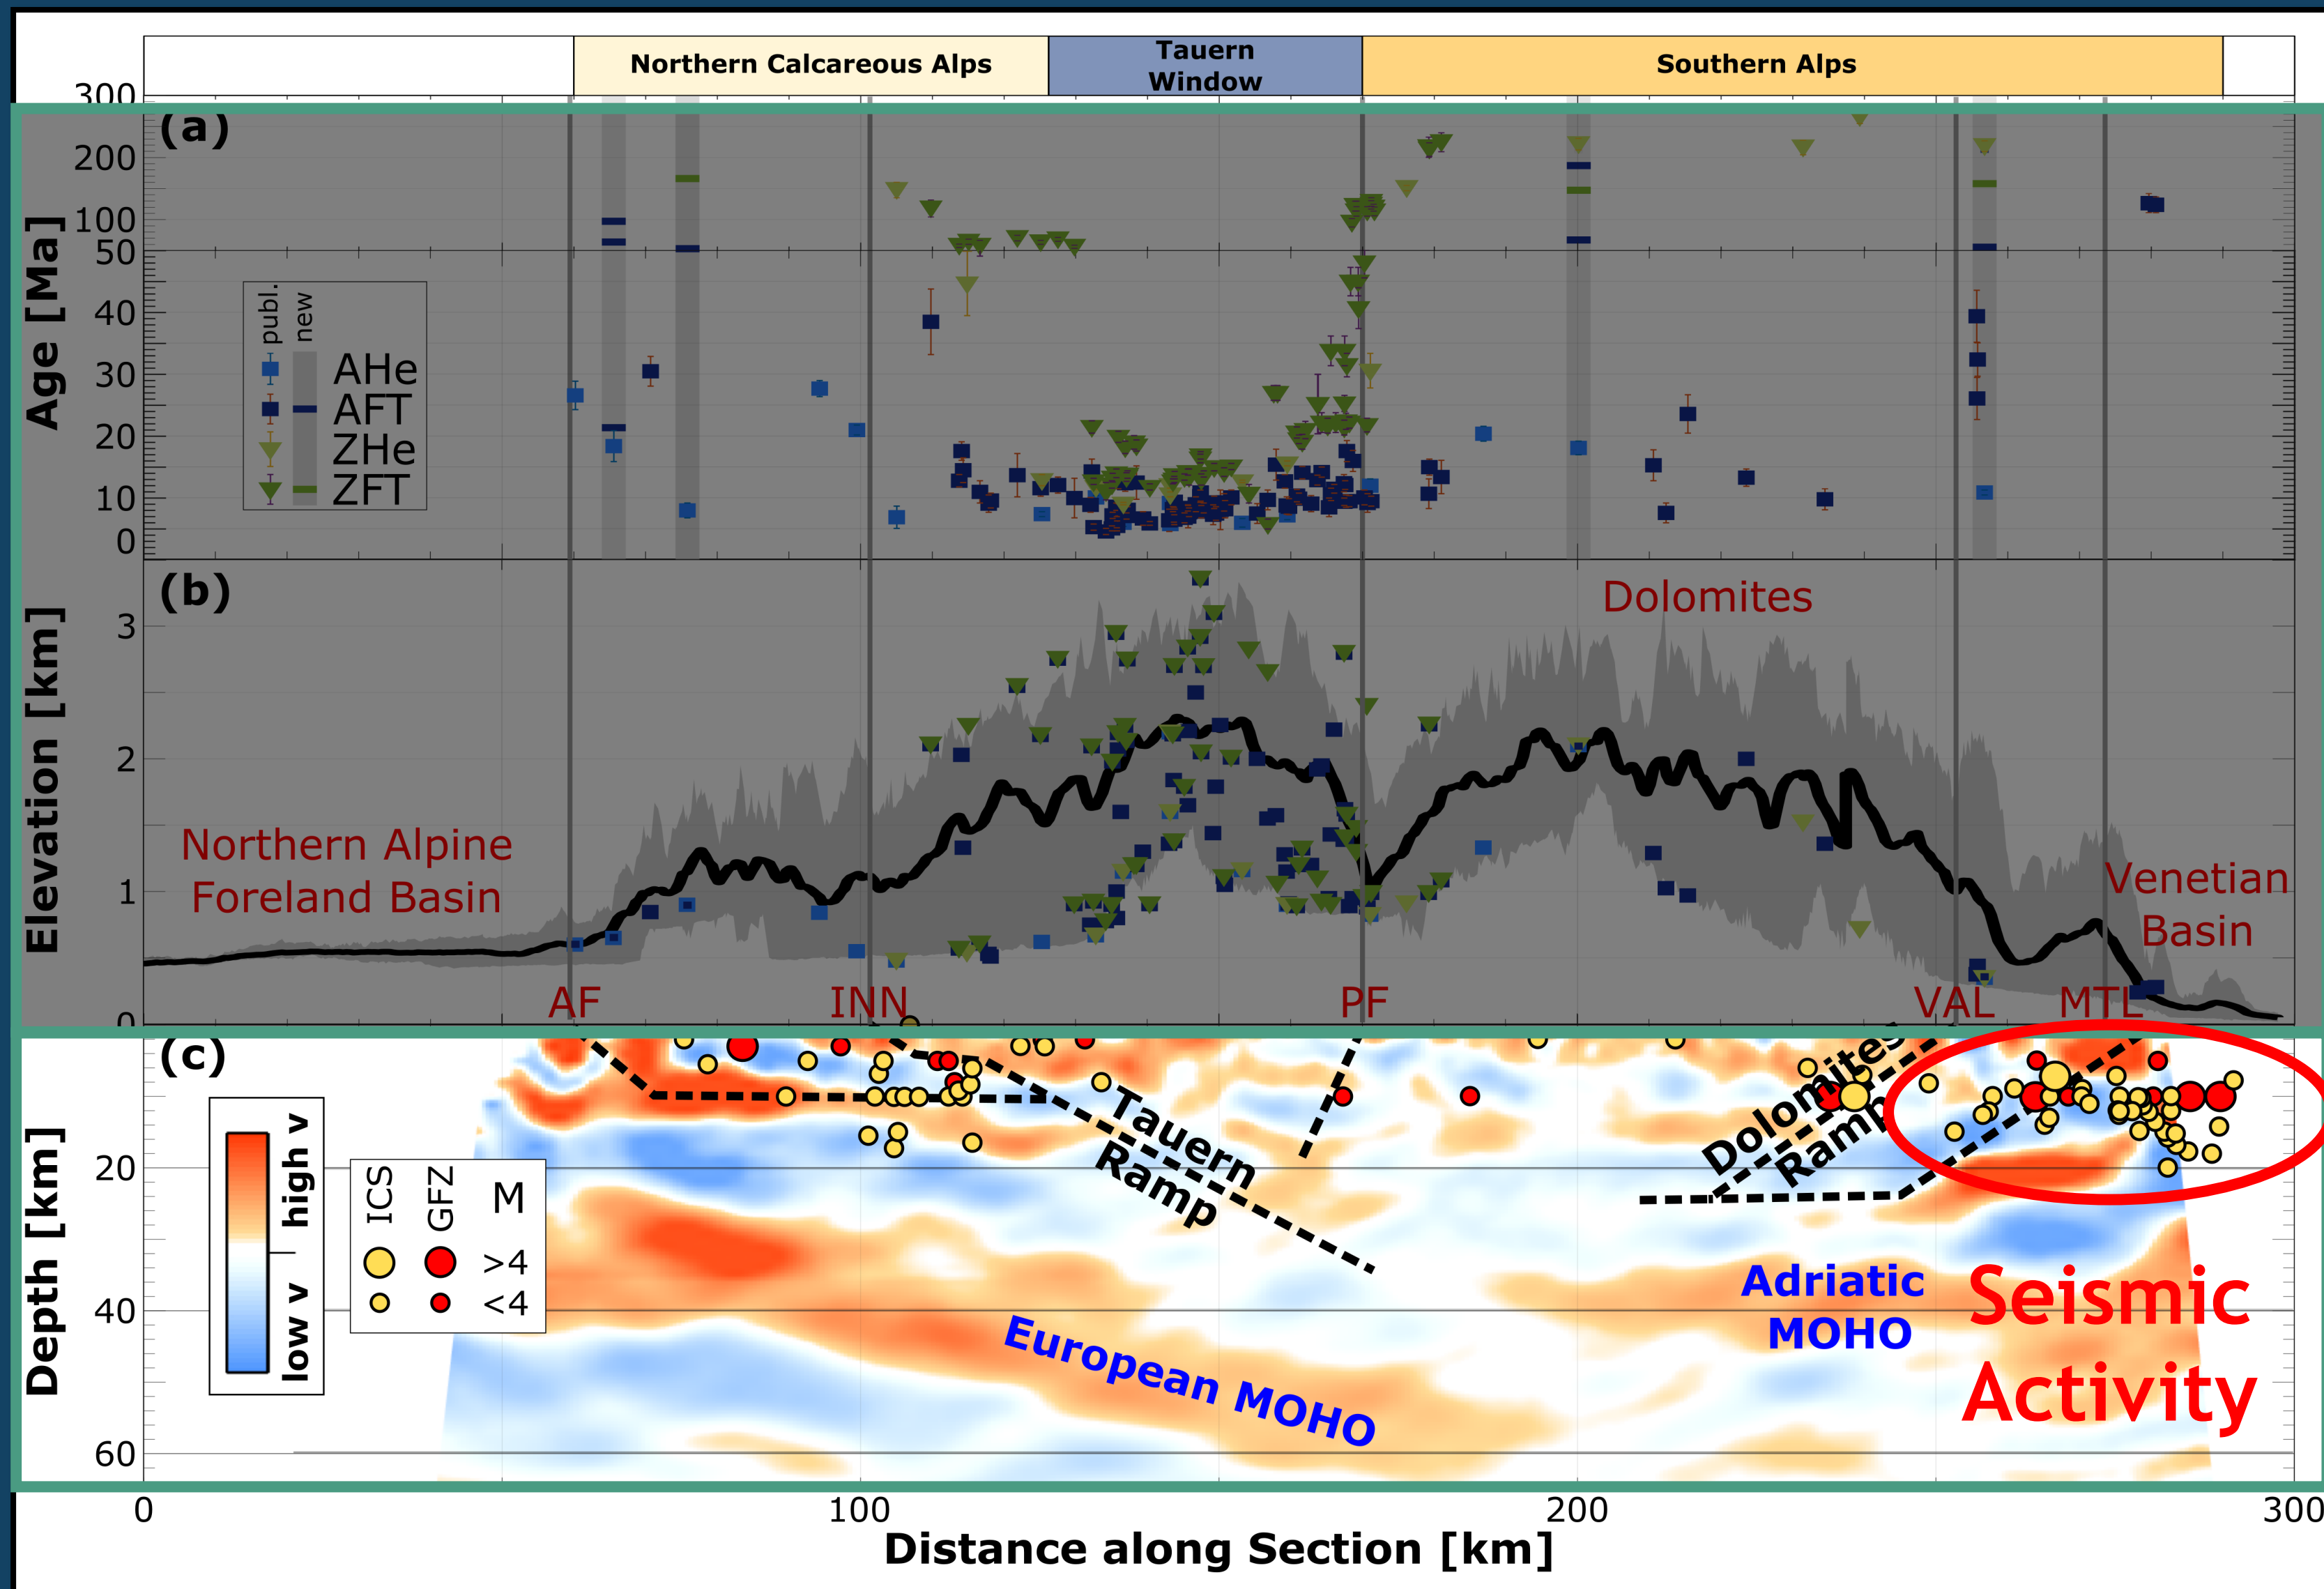 Northern Calcareous Alps
Tauern
Window
Southern Alps
300
(a)
200
100
50
40
30
20
10
0
Age [Ma]
publ.
new
AHe
AFT
ZHe
ZFT
(b)
3
2
1
0
Elevation [km]
Dolomites
Northern Alpine
Foreland Basin
Venetian
Basin
AF
INN
PF
VAL
MTL
(c)
20
40
60
Depth [km]
high v
low v
ICS
GFZ
M
>4
<4
Tauern
Ramp
Dolomites
Ramp
European MOHO
Adriatic
MOHO
Seismic
Activity
0
100
200
300
Distance along Section [km]